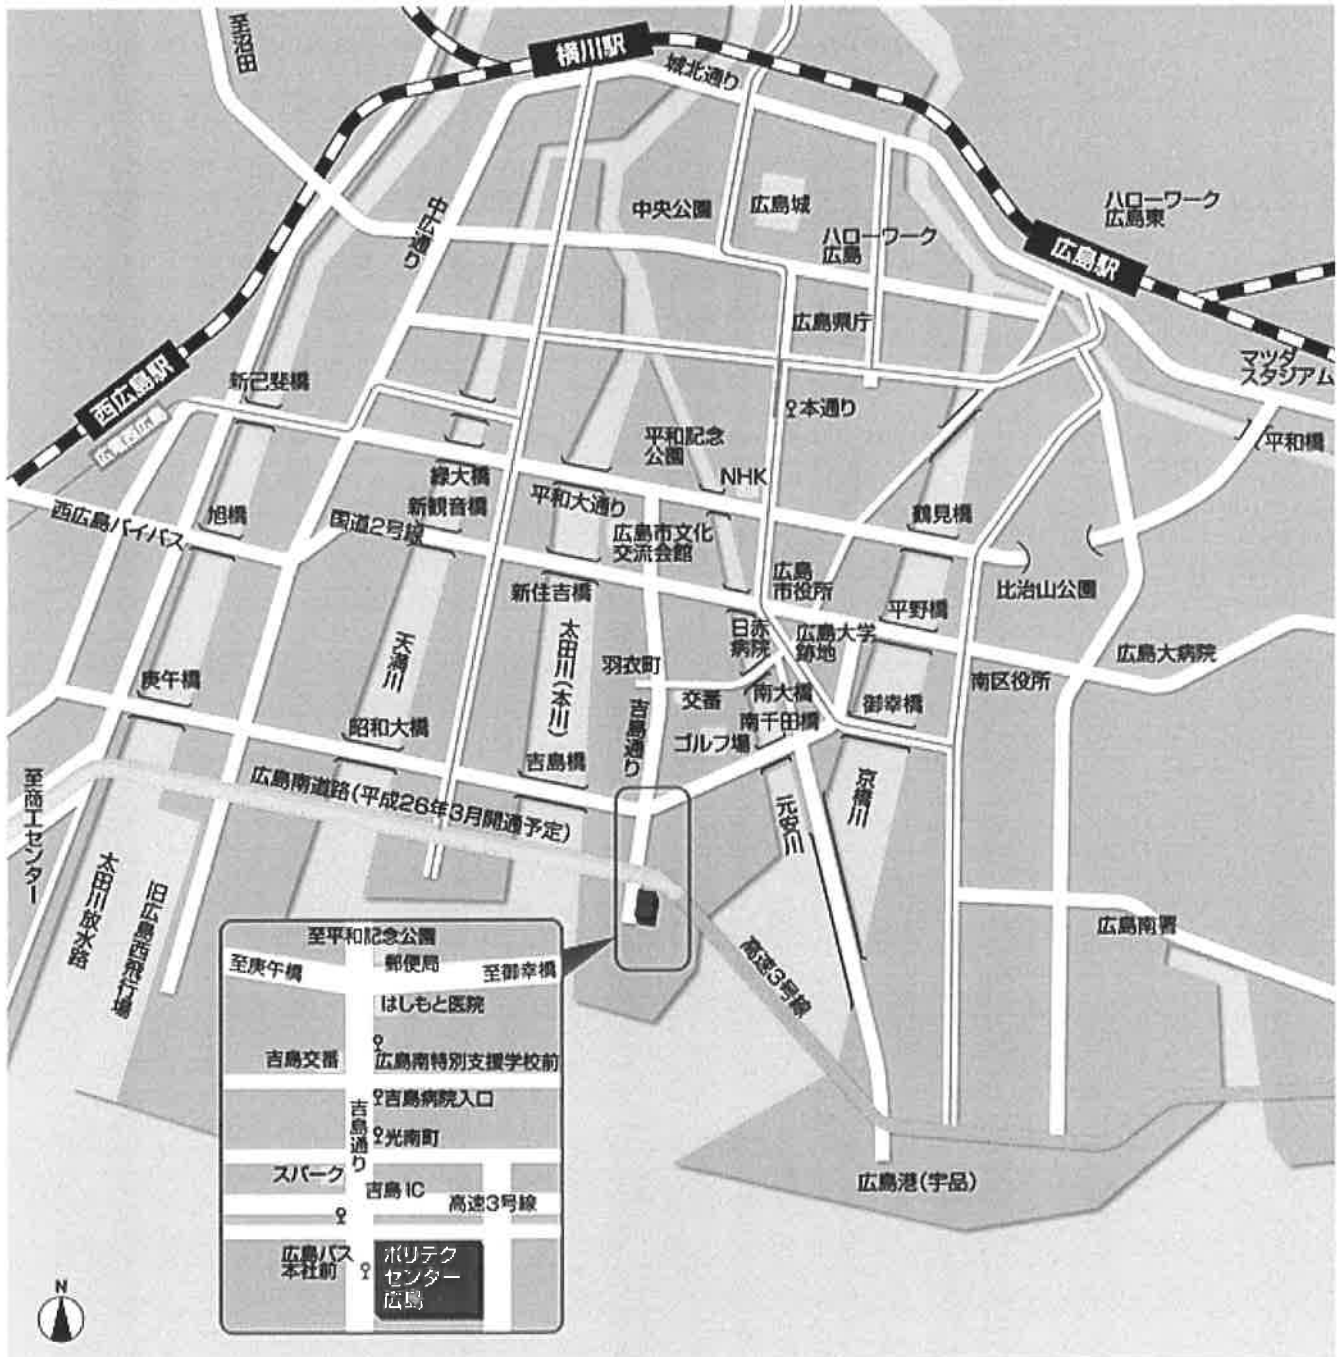 至沼田
横川駅
城北通り
中広通り
中央公園
広島城
ハローワーク
広島東
ハローワーク
広島
広島駅
広島県庁
マツダ
スタジアム
西広島駅
広電西広島
新己斐橋
本通り
平和記念
公園
平和橋
緑大橋
NHK
西広島バイパス
旭橋
国道2号線
新観音橋
平和大通り
広島市文化
交流会館
鶴見橋
新住吉橋
広島
市役所
比治山公園
平野橋
天満川
太田川(本川)
日赤
病院
広島大学
跡地
羽衣町
広島大病院
庚午橋
交番
南大橋
南区役所
御幸橋
昭和大橋
吉島通り
南千田橋
ゴルフ場
吉島橋
至商工センター
広島南道路(平成26年3月開通予定)
元安川
京橋川
太田川放水路
旧広島西飛行場
高速3号線
広島南署
広島港(宇品)
至平和記念公園
至庚午橋
郵便局
至御幸橋
はしもと医院
吉島交番
広島南特別支援学校前
吉島病院入口
吉島通り
光南町
スパーク
吉島IC
高速3号線
広島バス
本社前
ポリテク
センター
広島
N